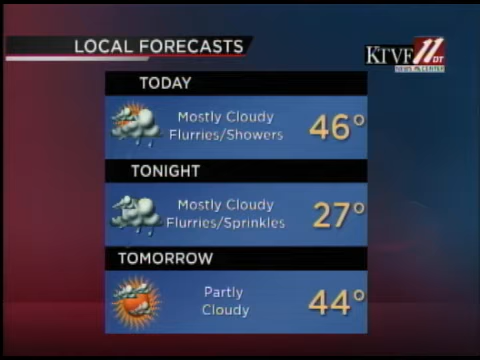 LOCAL FORECASTS
KTVF 11 DT
TODAY
Mostly Cloudy
Flurries/Showers
46°
TONIGHT
Mostly Cloudy
Flurries/Sprinkles
27°
TOMORROW
Partly
Cloudy
44°